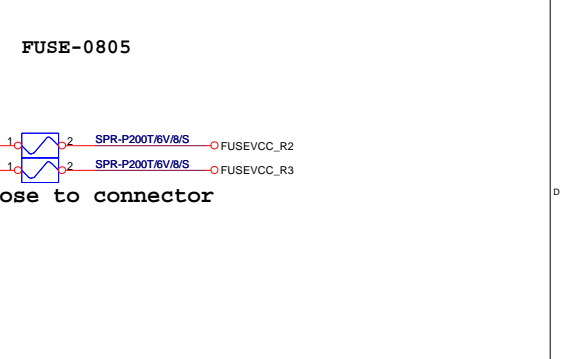 FUSE-0805
1 2 SPR-P200T/6V/8/S FUSEVCC_R2
1 2 SPR-P200T/6V/8/S FUSEVCC_R3
ose to connector
D